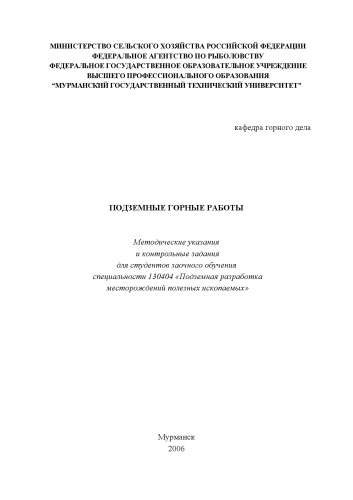 МИНИСТЕРСТВО СЕЛЬСКОГО ХОЗЯЙСТВА РОССИЙСКОЙ ФЕДЕРАЦИИ
ФЕДЕРАЛЬНОЕ АГЕНТСТВО ПО РЫБОЛОВСТВУ
ФЕДЕРАЛЬНОЕ ГОСУДАРСТВЕННОЕ ОБРАЗОВАТЕЛЬНОЕ УЧРЕЖДЕНИЕ
ВЫСШЕГО ПРОФЕССИОНАЛЬНОГО ОБРАЗОВАНИЯ
“МУРМАНСКИЙ ГОСУДАРСТВЕННЫЙ ТЕХНИЧЕСКИЙ УНИВЕРСИТЕТ”
кафедра горного дела
ПОДЗЕМНЫЕ ГОРНЫЕ РАБОТЫ
Методические указания
и контрольные задания
для студентов заочного обучения
специальности 130404 «Подземная разработка
месторождений полезных ископаемых»
Мурманск
2006